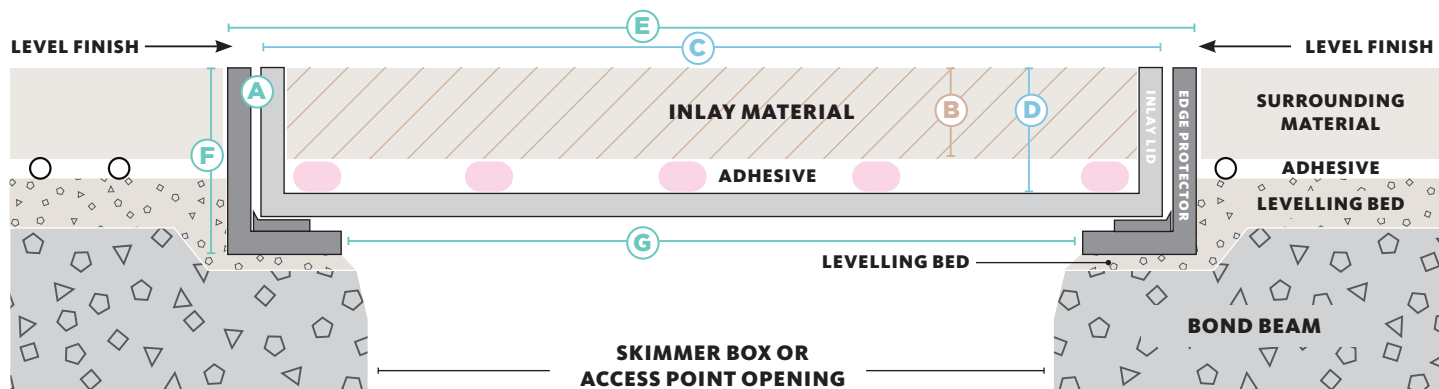 E
LEVEL FINISH
C
LEVEL FINISH
A
B
D
INLAY MATERIAL
INLAY LID
EDGE PROTECTOR
SURROUNDING
MATERIAL
F
ADHESIVE
ADHESIVE
LEVELLING BED
G
LEVELLING BED
BOND BEAM
SKIMMER BOX OR
ACCESS POINT OPENING